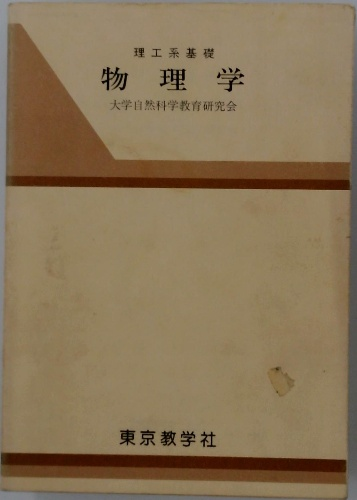 理工系基礎
物理学
大学自然科学教育研究会
東京教学社